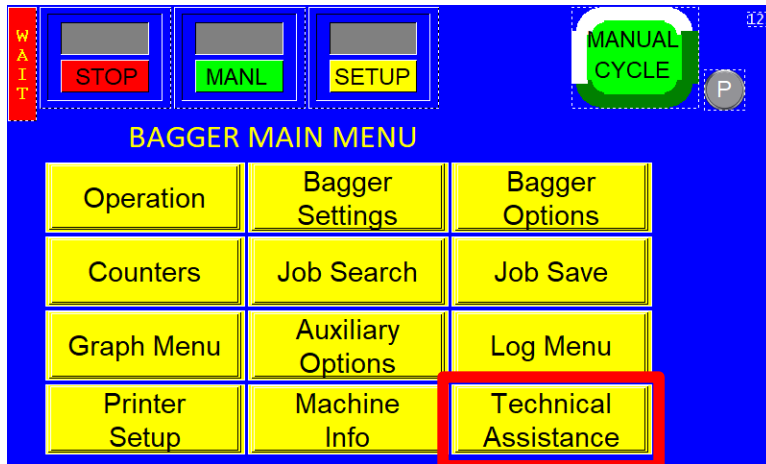 WAIT
STOP
MANL
SETUP
MANUAL
CYCLE
12
P
BAGGER MAIN MENU
Operation
Bagger
Settings
Bagger
Options
Counters
Job Search
Job Save
Graph Menu
Auxiliary
Options
Log Menu
Printer
Setup
Machine
Info
Technical
Assistance